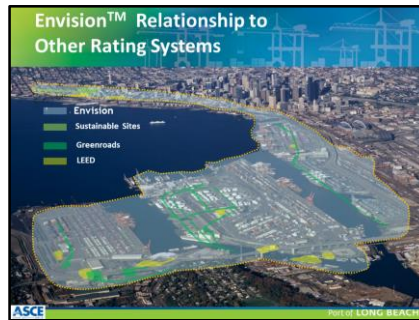 Envision™ Relationship to
Other Rating Systems
Envision
Sustainable Sites
Greenroads
LEED
ASCE
Port of LONG BEACH